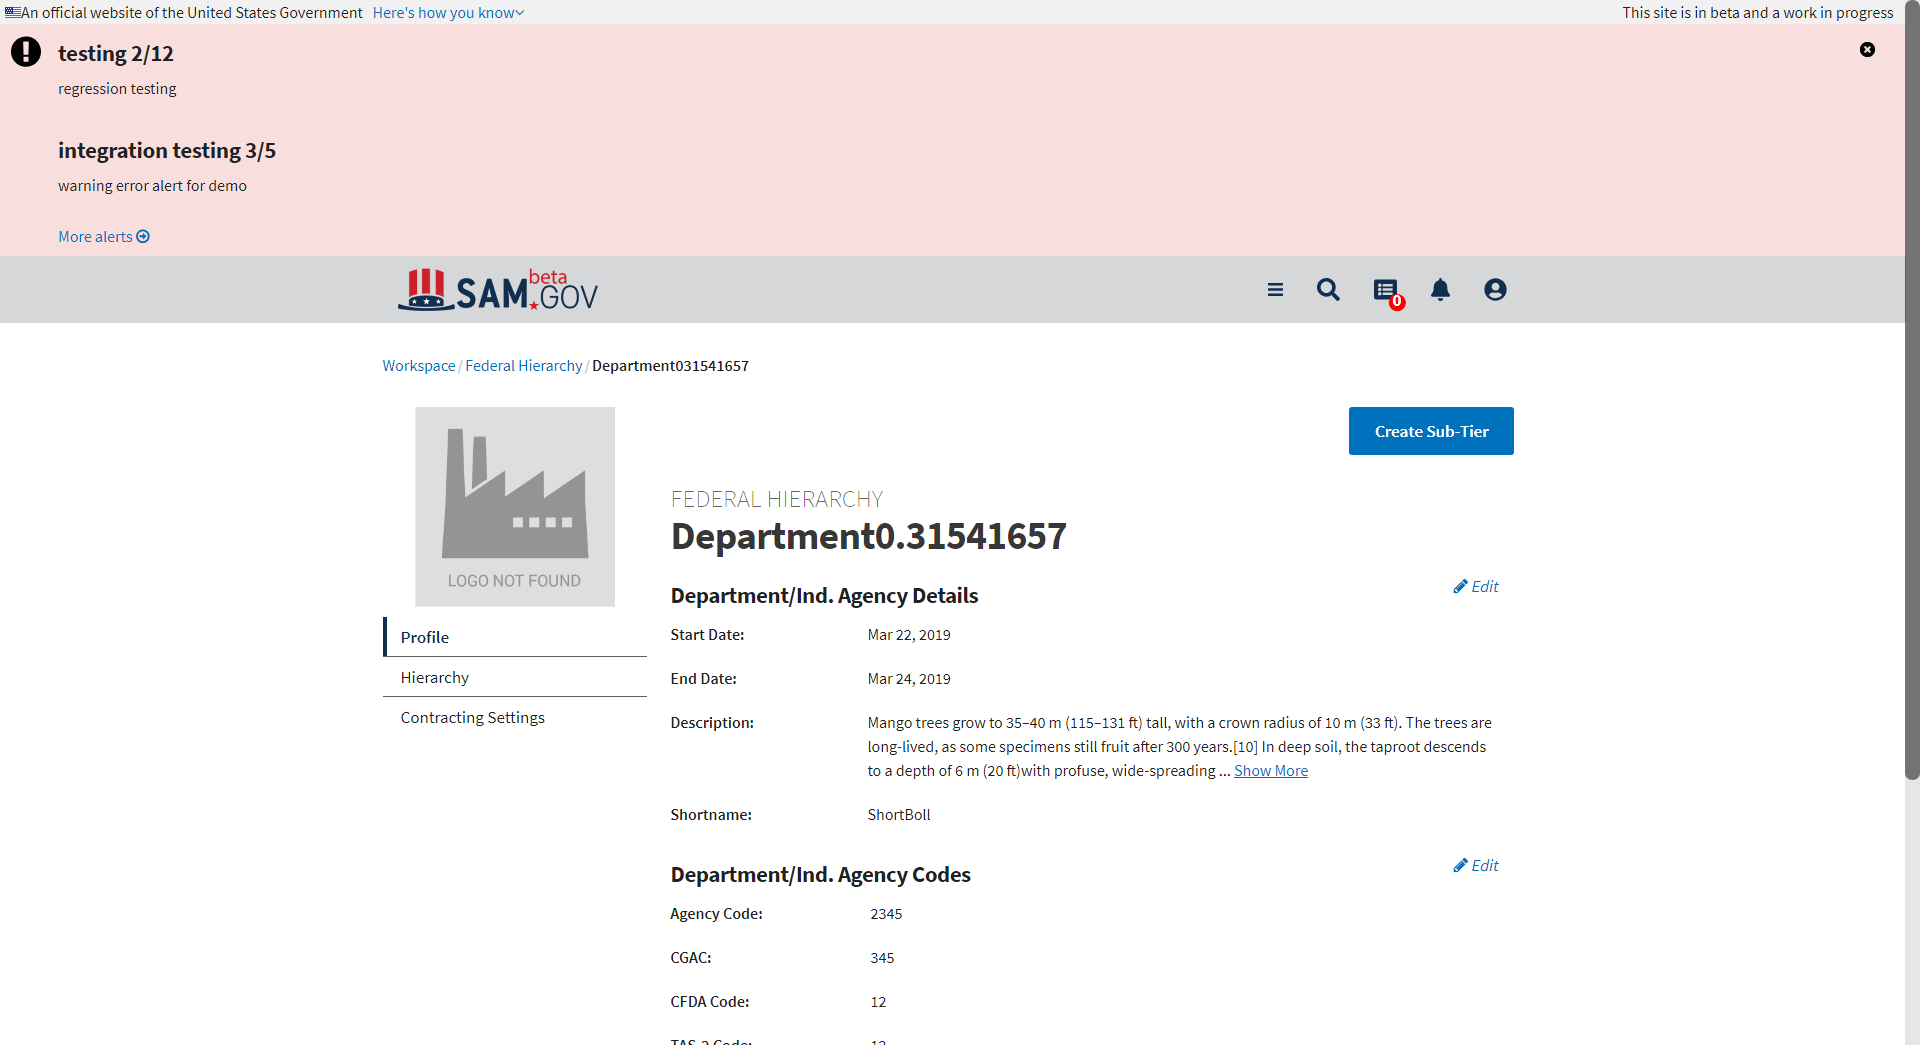 An official website of the United States Government Here's how you know
This site is in beta and a work in progress
testing 2/12
regression testing
integration testing 3/5
warning error alert for demo
More alerts
SAM beta .GOV
0
Workspace / Federal Hierarchy / Department031541657
LOGO NOT FOUND
Profile
Hierarchy
Contracting Settings
Create Sub-Tier
FEDERAL HIERARCHY
Department0.31541657
Department/Ind. Agency Details
Edit
Start Date: Mar 22, 2019
End Date: Mar 24, 2019
Description: Mango trees grow to 35–40 m (115–131 ft) tall, with a crown radius of 10 m (33 ft). The trees are
long-lived, as some specimens still fruit after 300 years.[10] In deep soil, the taproot descends
to a depth of 6 m (20 ft)with profuse, wide-spreading ... Show More
Shortname: ShortBoll
Department/Ind. Agency Codes
Edit
Agency Code: 2345
CGAC: 345
CFDA Code: 12
TAS-2 Code: 12